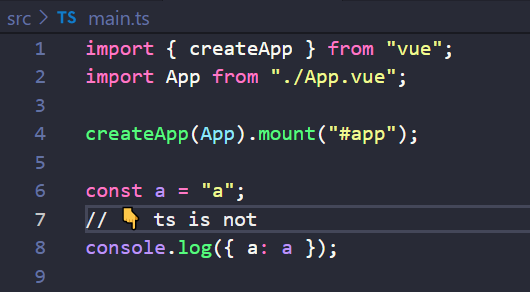 src > TS main.ts
1 import { createApp } from "vue";
2 import App from "./App.vue";
3
4 createApp(App).mount("#app");
5
6 const a = "a";
7 // 👇 ts is not
8 console.log({ a: a });
9